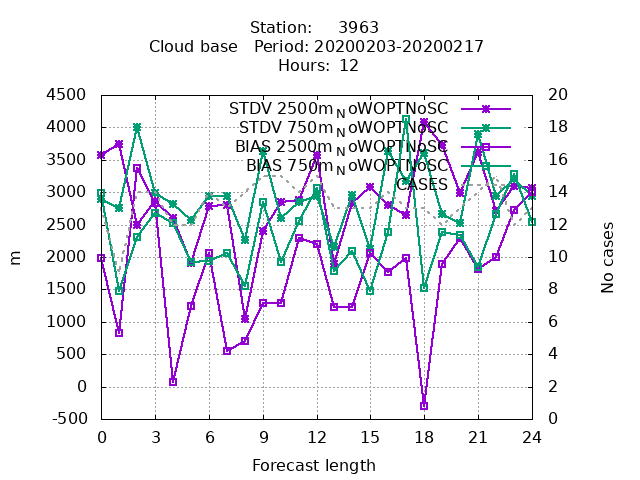 Station: 3963
Cloud base Period: 20200203-20200217
Hours: 12
4500
4000
3500
3000
2500
2000
1500
1000
500
0
-500
m
STDV 2500m_NoWOPTNoSC
STDV 750m_NoWOPTNoSC
BIAS 2500m_NoWOPTNoSC
BIAS 750m_NoWOPTNoSC
CASES
20
18
16
14
12
10
8
6
4
2
0
No cases
0 3 6 9 12 15 18 21 24
Forecast length